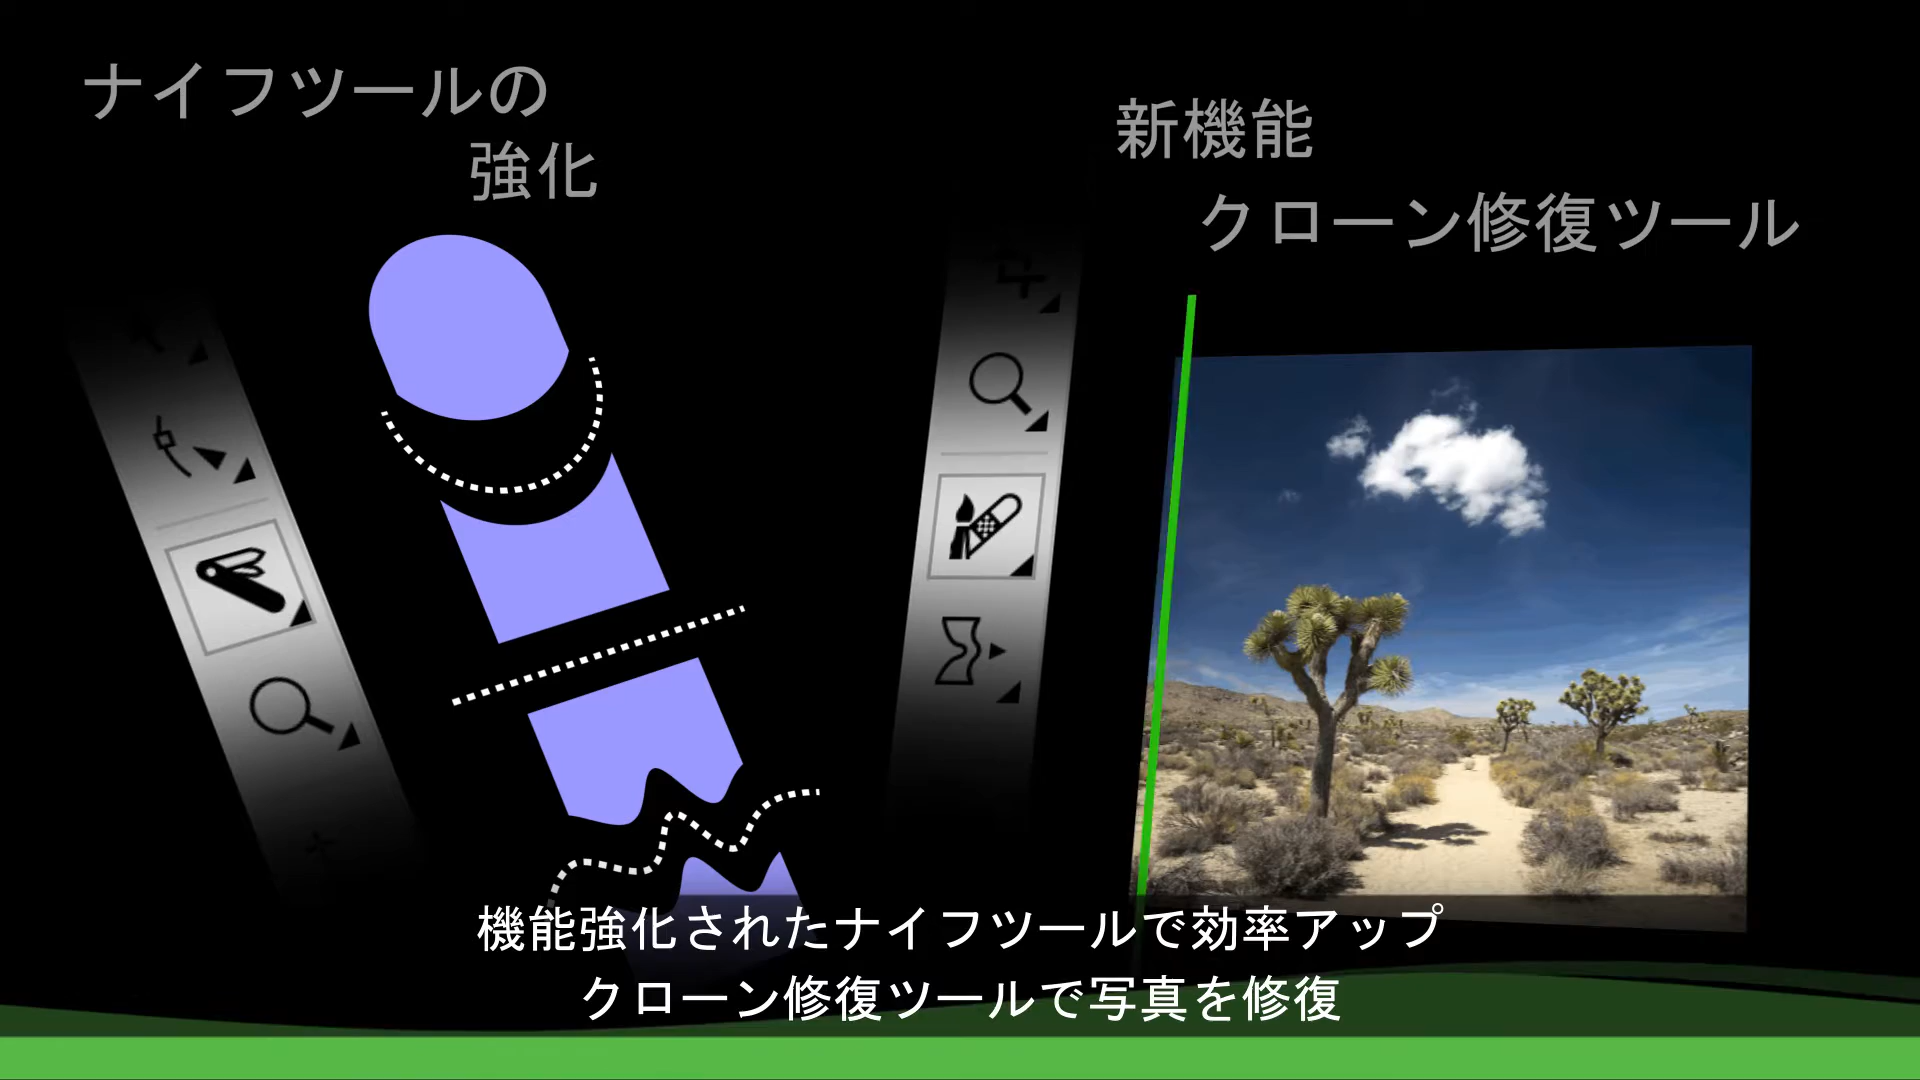 ナイフツールの
強化
新機能
クローン修復ツール
機能強化されたナイフツールで効率アップ
クローン修復ツールで写真を修復